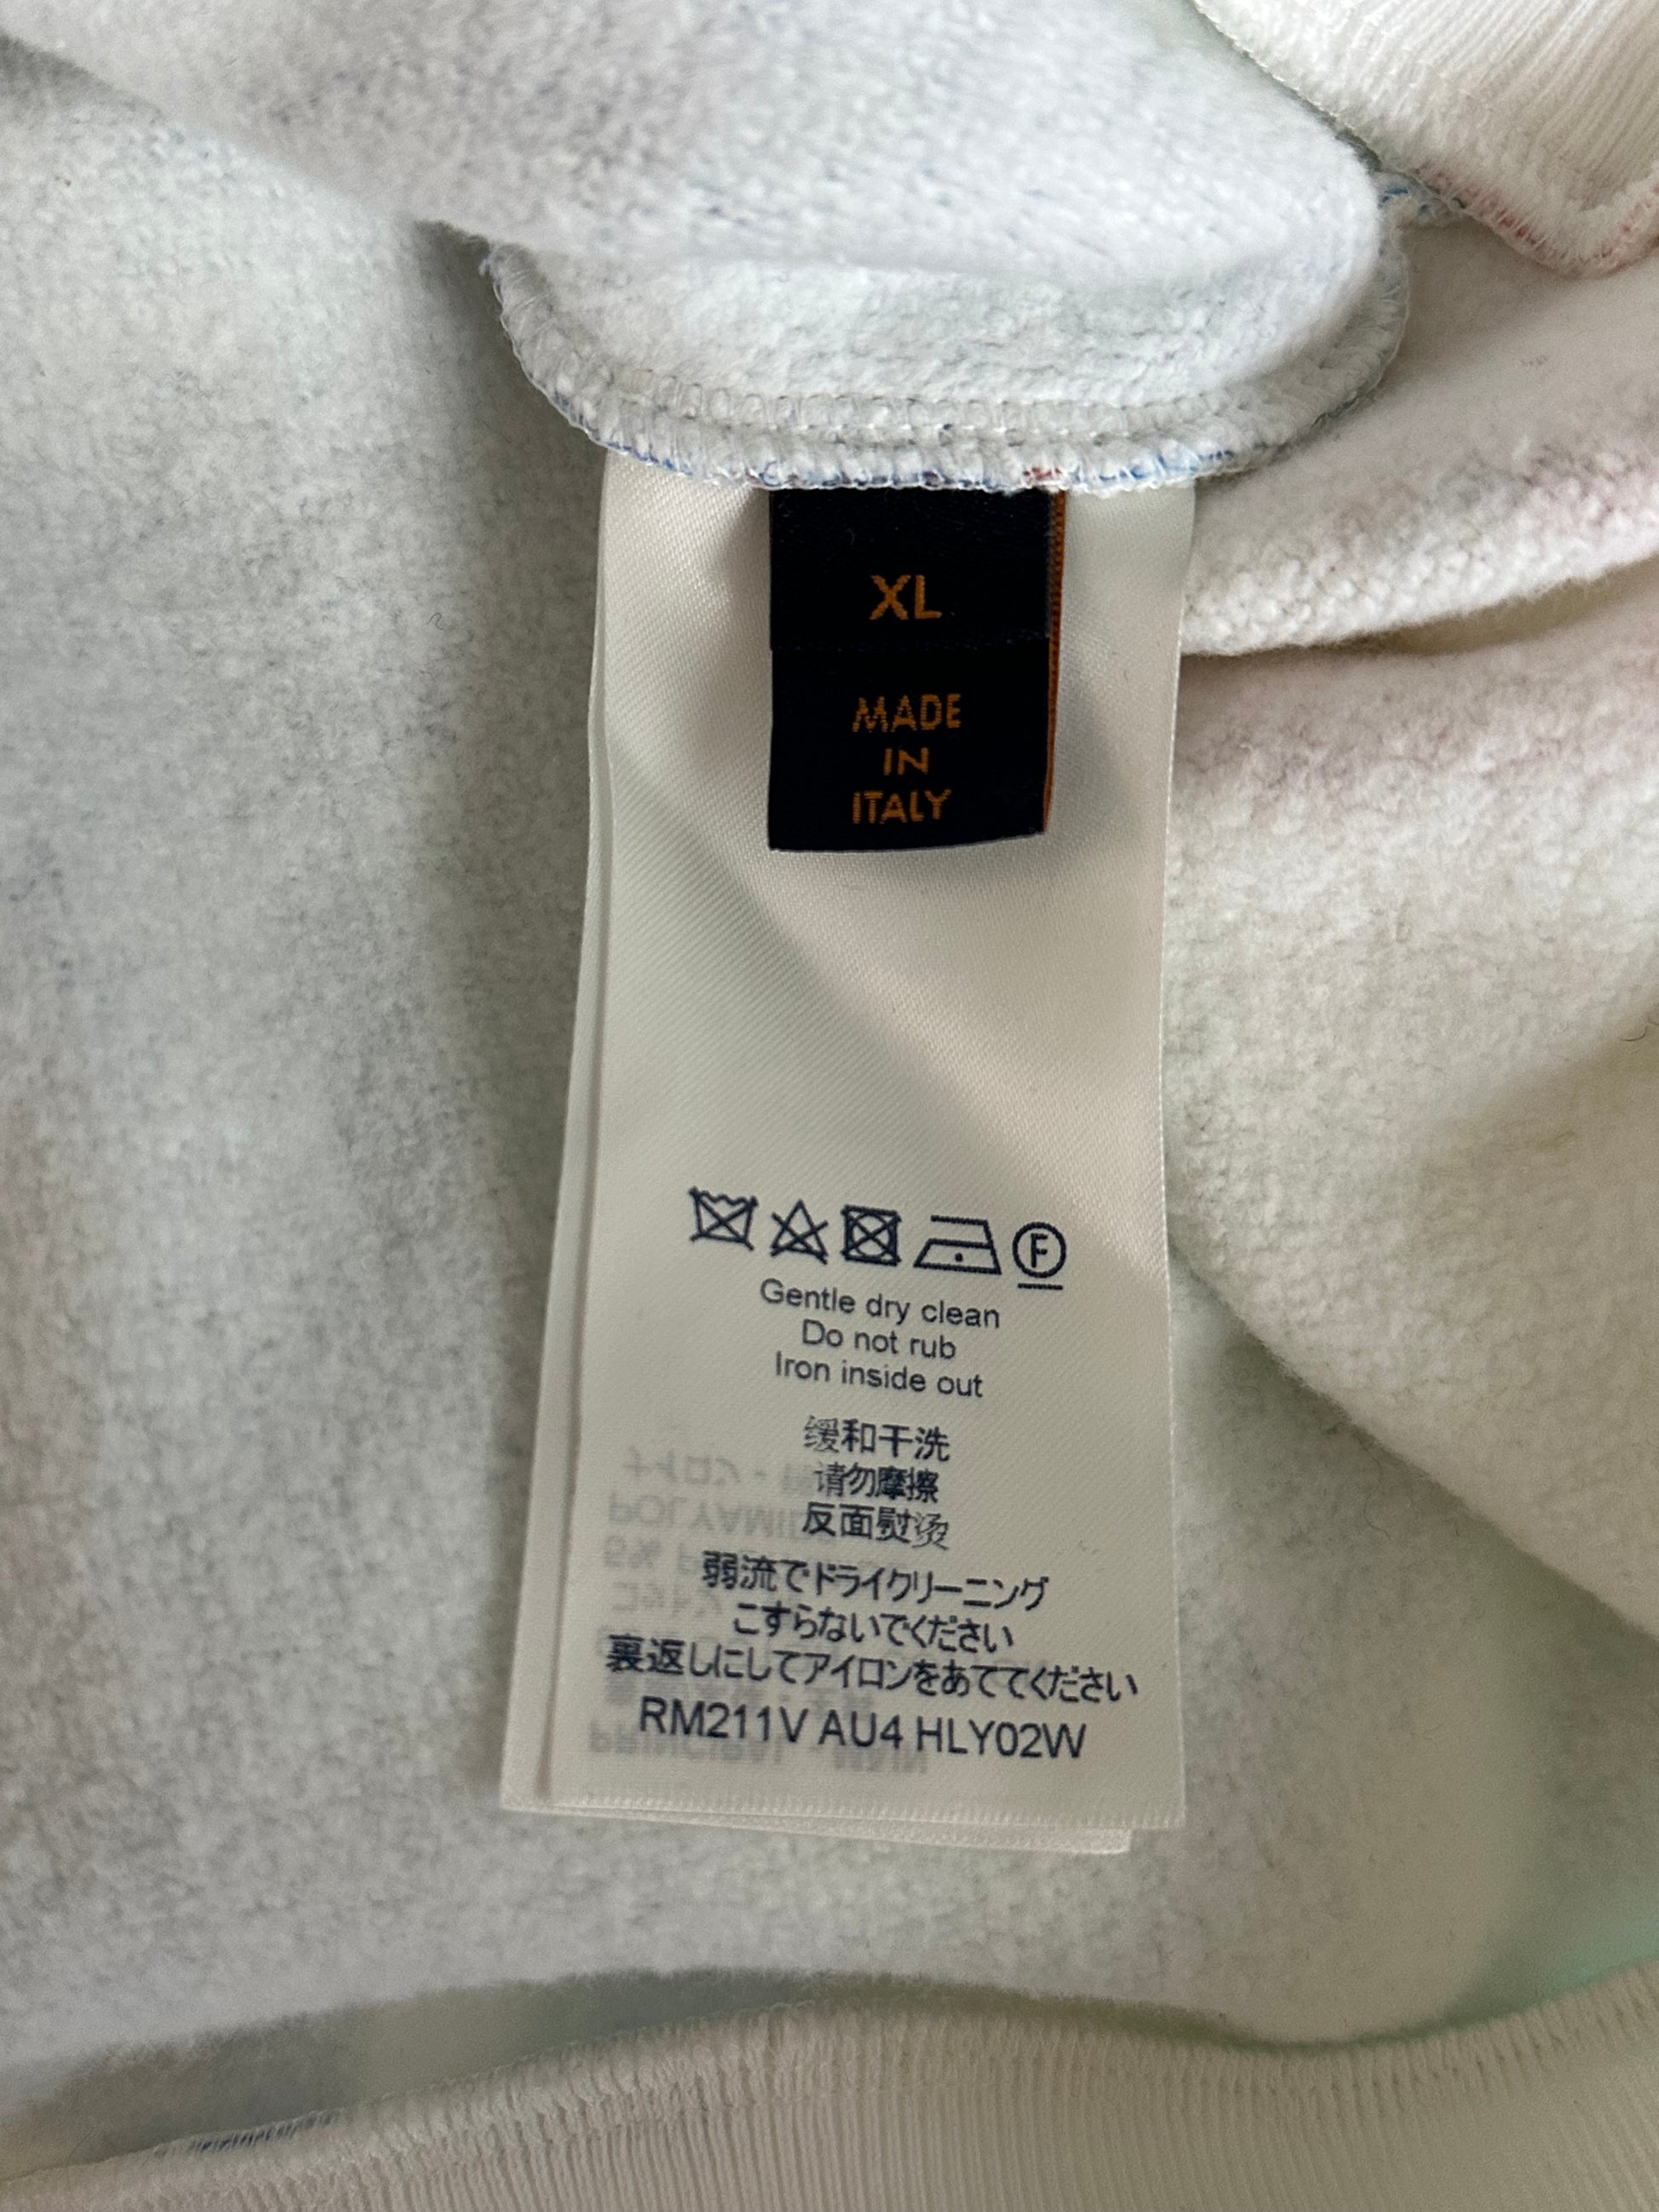 XL
MADE
IN
ITALY
F
Gentle dry clean
Do not rub
Iron inside out
缓和干洗
请勿摩擦
反面熨烫
弱流でドライクリーニング
こすらないでください
裏返しにしてアイロンをあててください
RM211V AU4 HLY02W